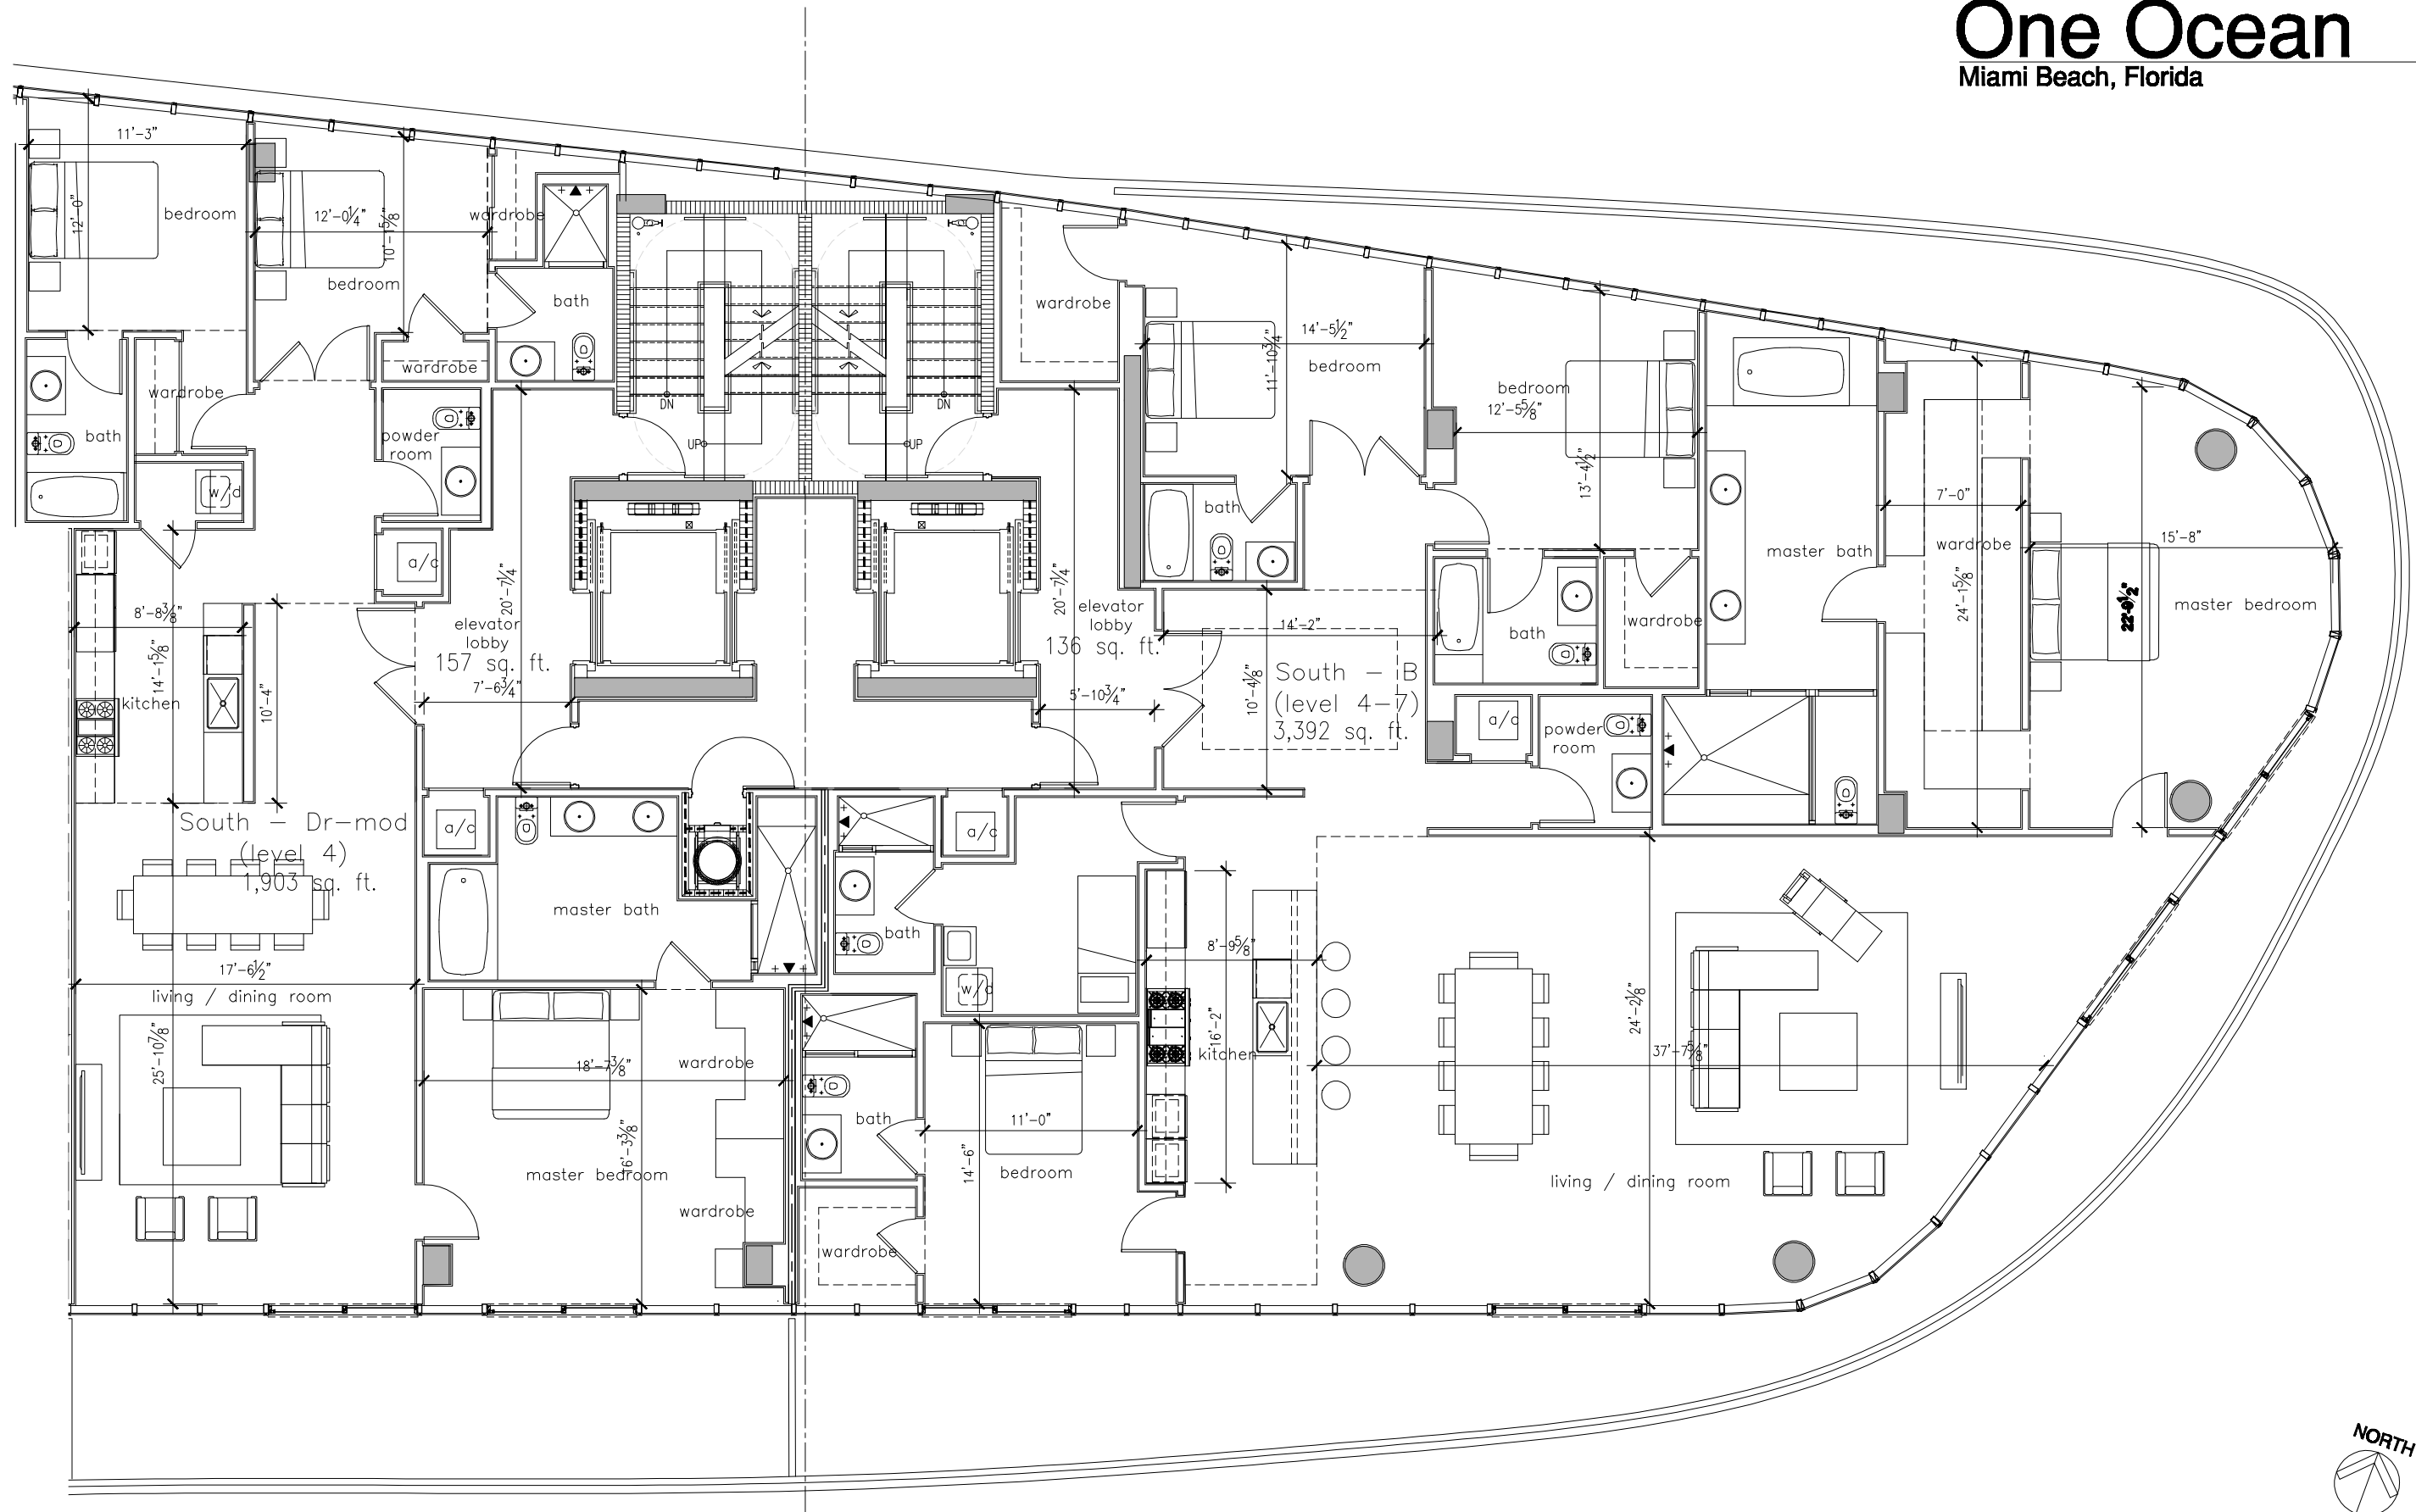 One Ocean
Miami Beach, Florida
11'-3"
12'-0"
bedroom
12'-0¼"
10'-1⅝"
bedroom
wardrobe
bath
wardrobe
wardrobe
bath
powder
room
w/d
a/c
DN
DN
UP
UP
wardrobe
14'-5½"
11'-10¾"
bedroom
bedroom
12'-5⅝"
13'-4½"
bath
master bath
7'-0"
wardrobe
24'-1⅝"
15'-8"
22'-9½"
master bedroom
8'-8⅜"
14'-1⅝"
10'-4"
kitchen
20'-7¼"
elevator
lobby
157 sq. ft.
7'-6¾"
20'-7¼"
elevator
lobby
136 sq. ft.
5'-10¾"
14'-2"
10'-4⅛"
South - B
(level 4-7)
3,392 sq. ft.
bath
wardrobe
a/c
powder
room
South - Dr-mod
(level 4)
1,903 sq. ft.
a/c
master bath
a/c
bath
w/d
17'-6½"
living / dining room
25'-10⅞"
18'-7⅜"
16'-3⅜"
wardrobe
master bedroom
wardrobe
bath
wardrobe
11'-0"
14'-6"
bedroom
8'-9⅝"
16'-2"
kitchen
24'-2⅛"
37'-7⅝"
living / dining room
NORTH